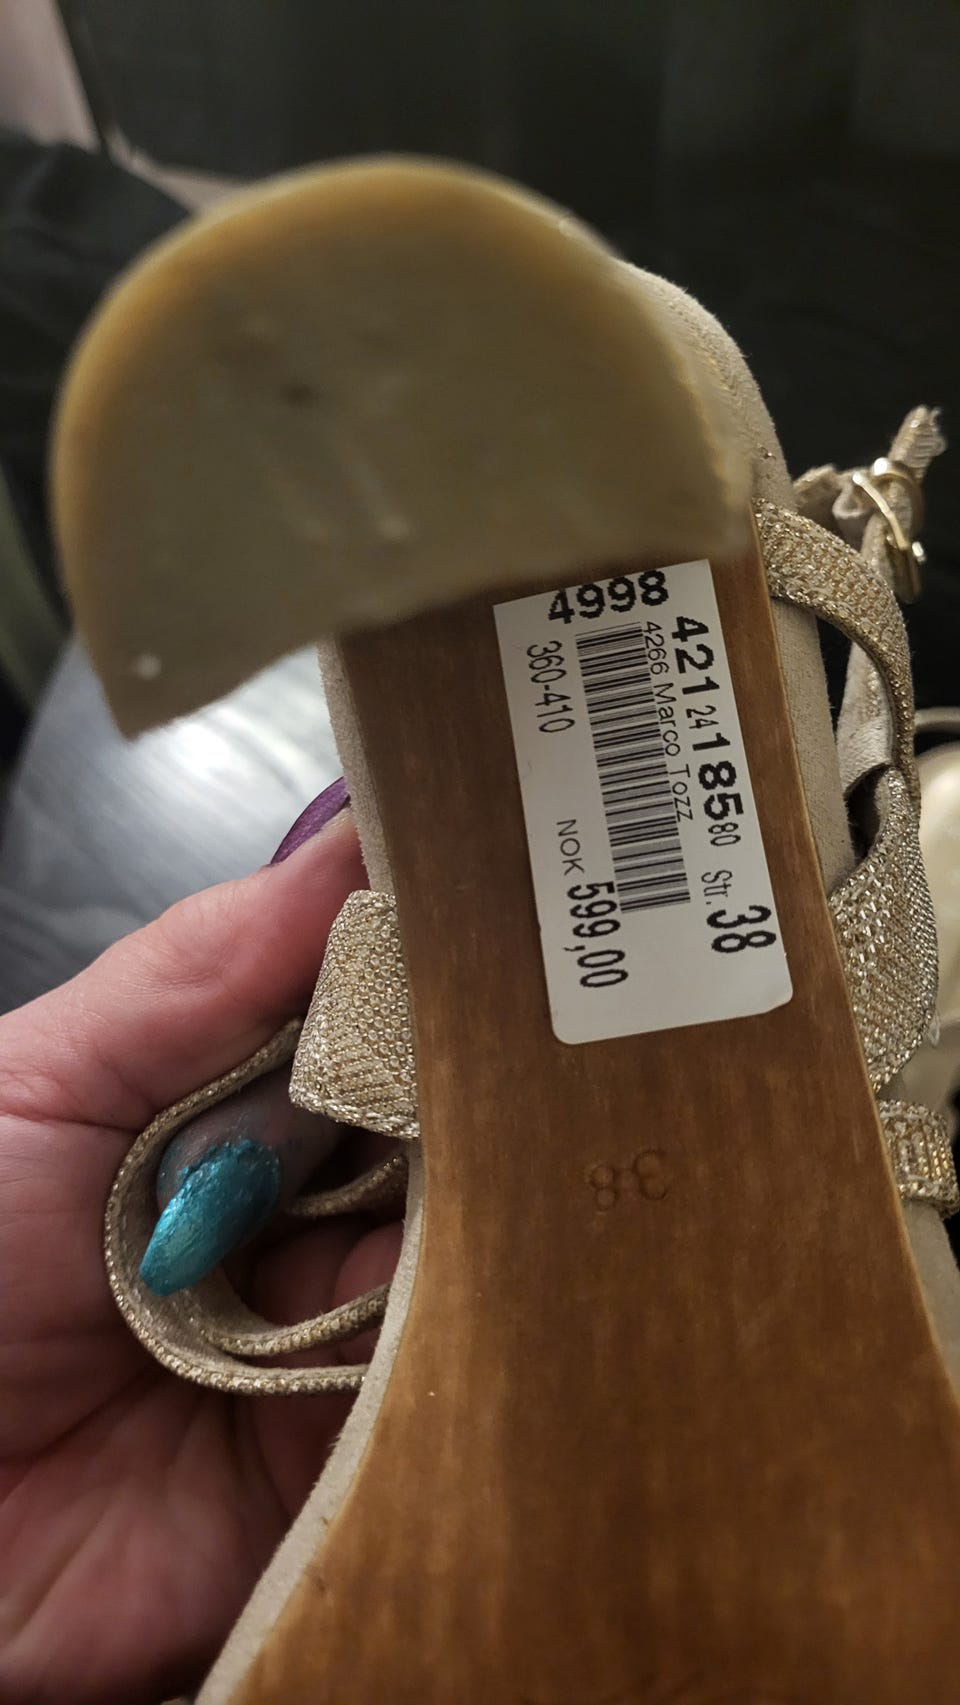 4998
421 24 185 80 Str. 38
4266 Marco Tozz
360-410
NOK 599,00
38